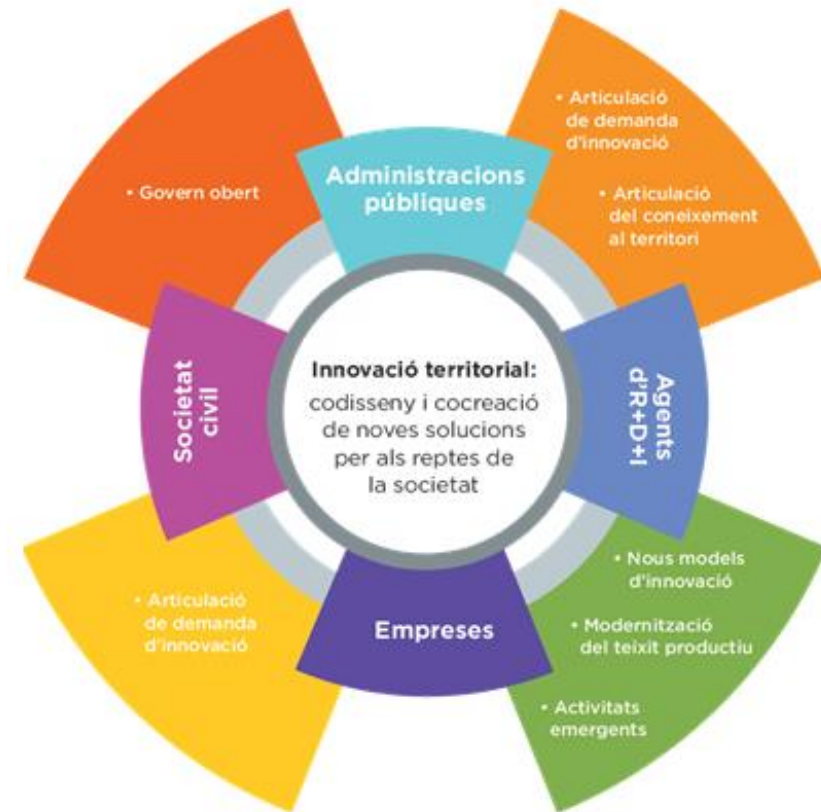 • Articulació
de demanda
d'innovació
• Articulació
del coneixement
al territori
• Govern obert
Administracions
públiques
Societat
civil
Innovació territorial:
codisseny i cocreació
de noves solucions
per als reptes de
la societat
Agents
d'R+D+I
• Articulació
de demanda
d'innovació
Empreses
• Nous models
d'innovació
• Modernització
del teixit productiu
• Activitats
emergents